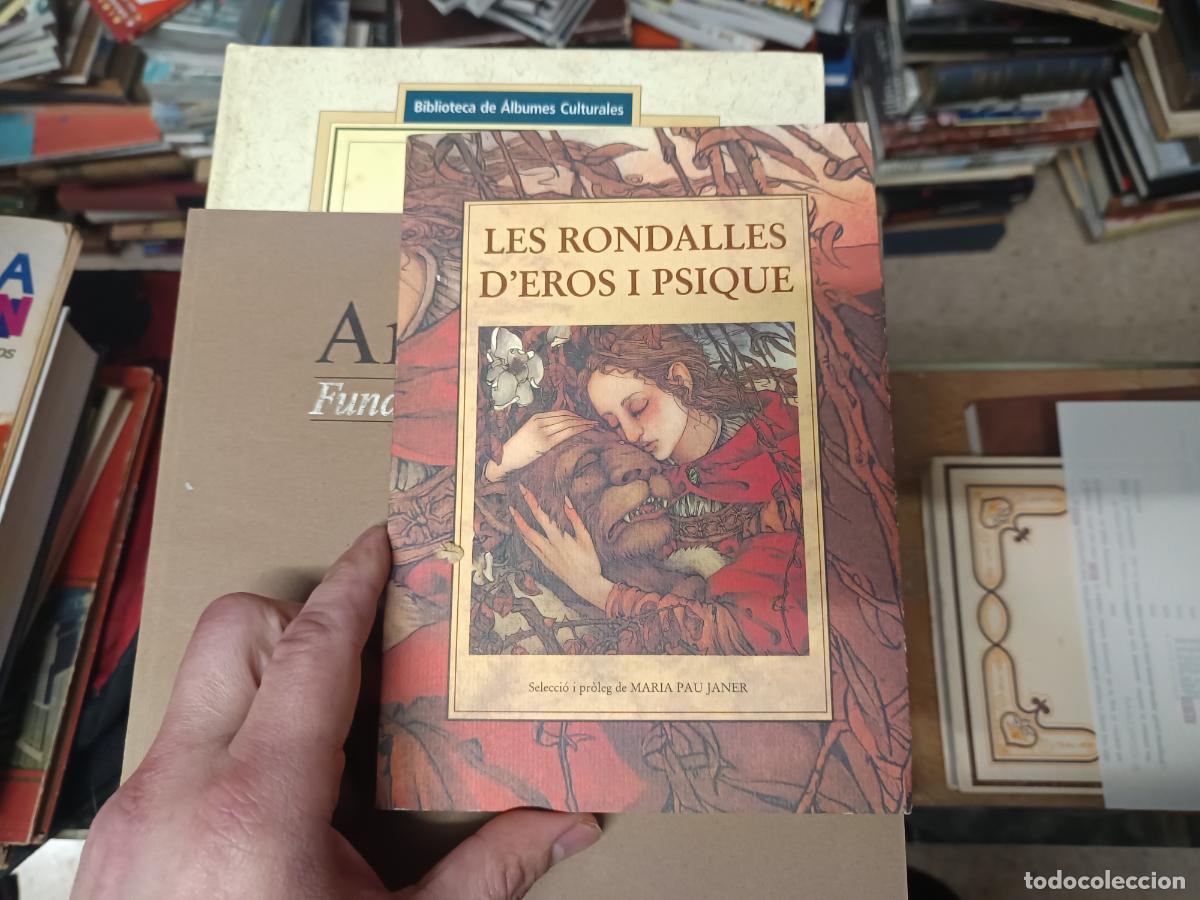 Biblioteca de Álbumes Culturales
LES RONDALLES
D'EROS I PSIQUE
Selecció i pròleg de MARIA PAU JANER
todocoleccion